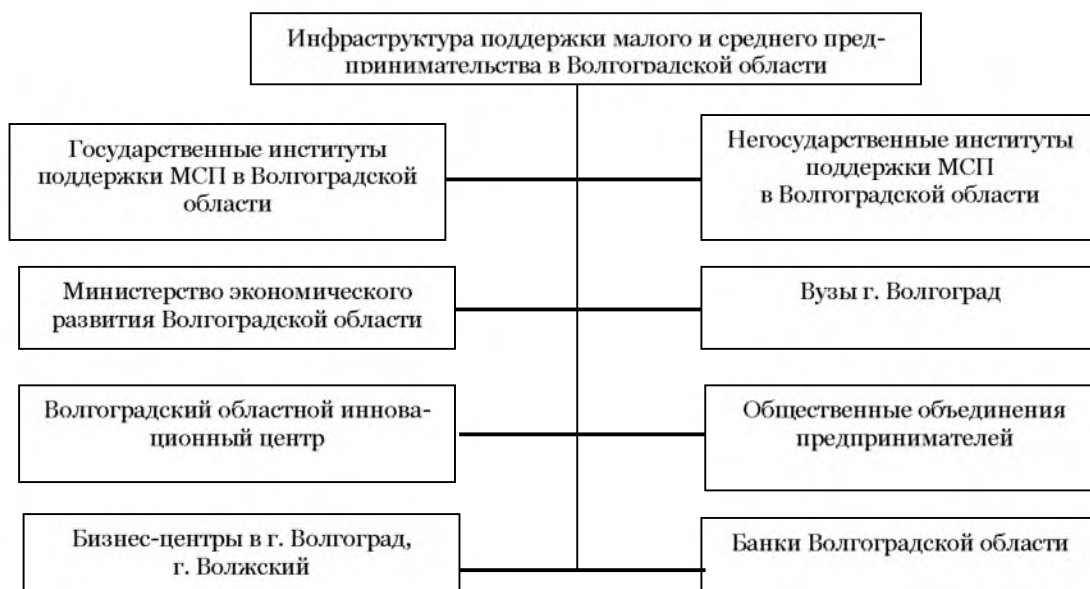 Инфраструктура поддержки малого и среднего пред-
принимательства в Волгоградской области
Государственные институты
поддержки МСП в Волгоградской
области
Негосударственные институты
поддержки МСП
в Волгоградской области
Министерство экономического
развития Волгоградской области
Вузы г. Волгоград
Волгоградский областной иннова-
ционный центр
Общественные объединения
предпринимателей
Бизнес-центры в г. Волгоград,
г. Волжский
Банки Волгоградской области